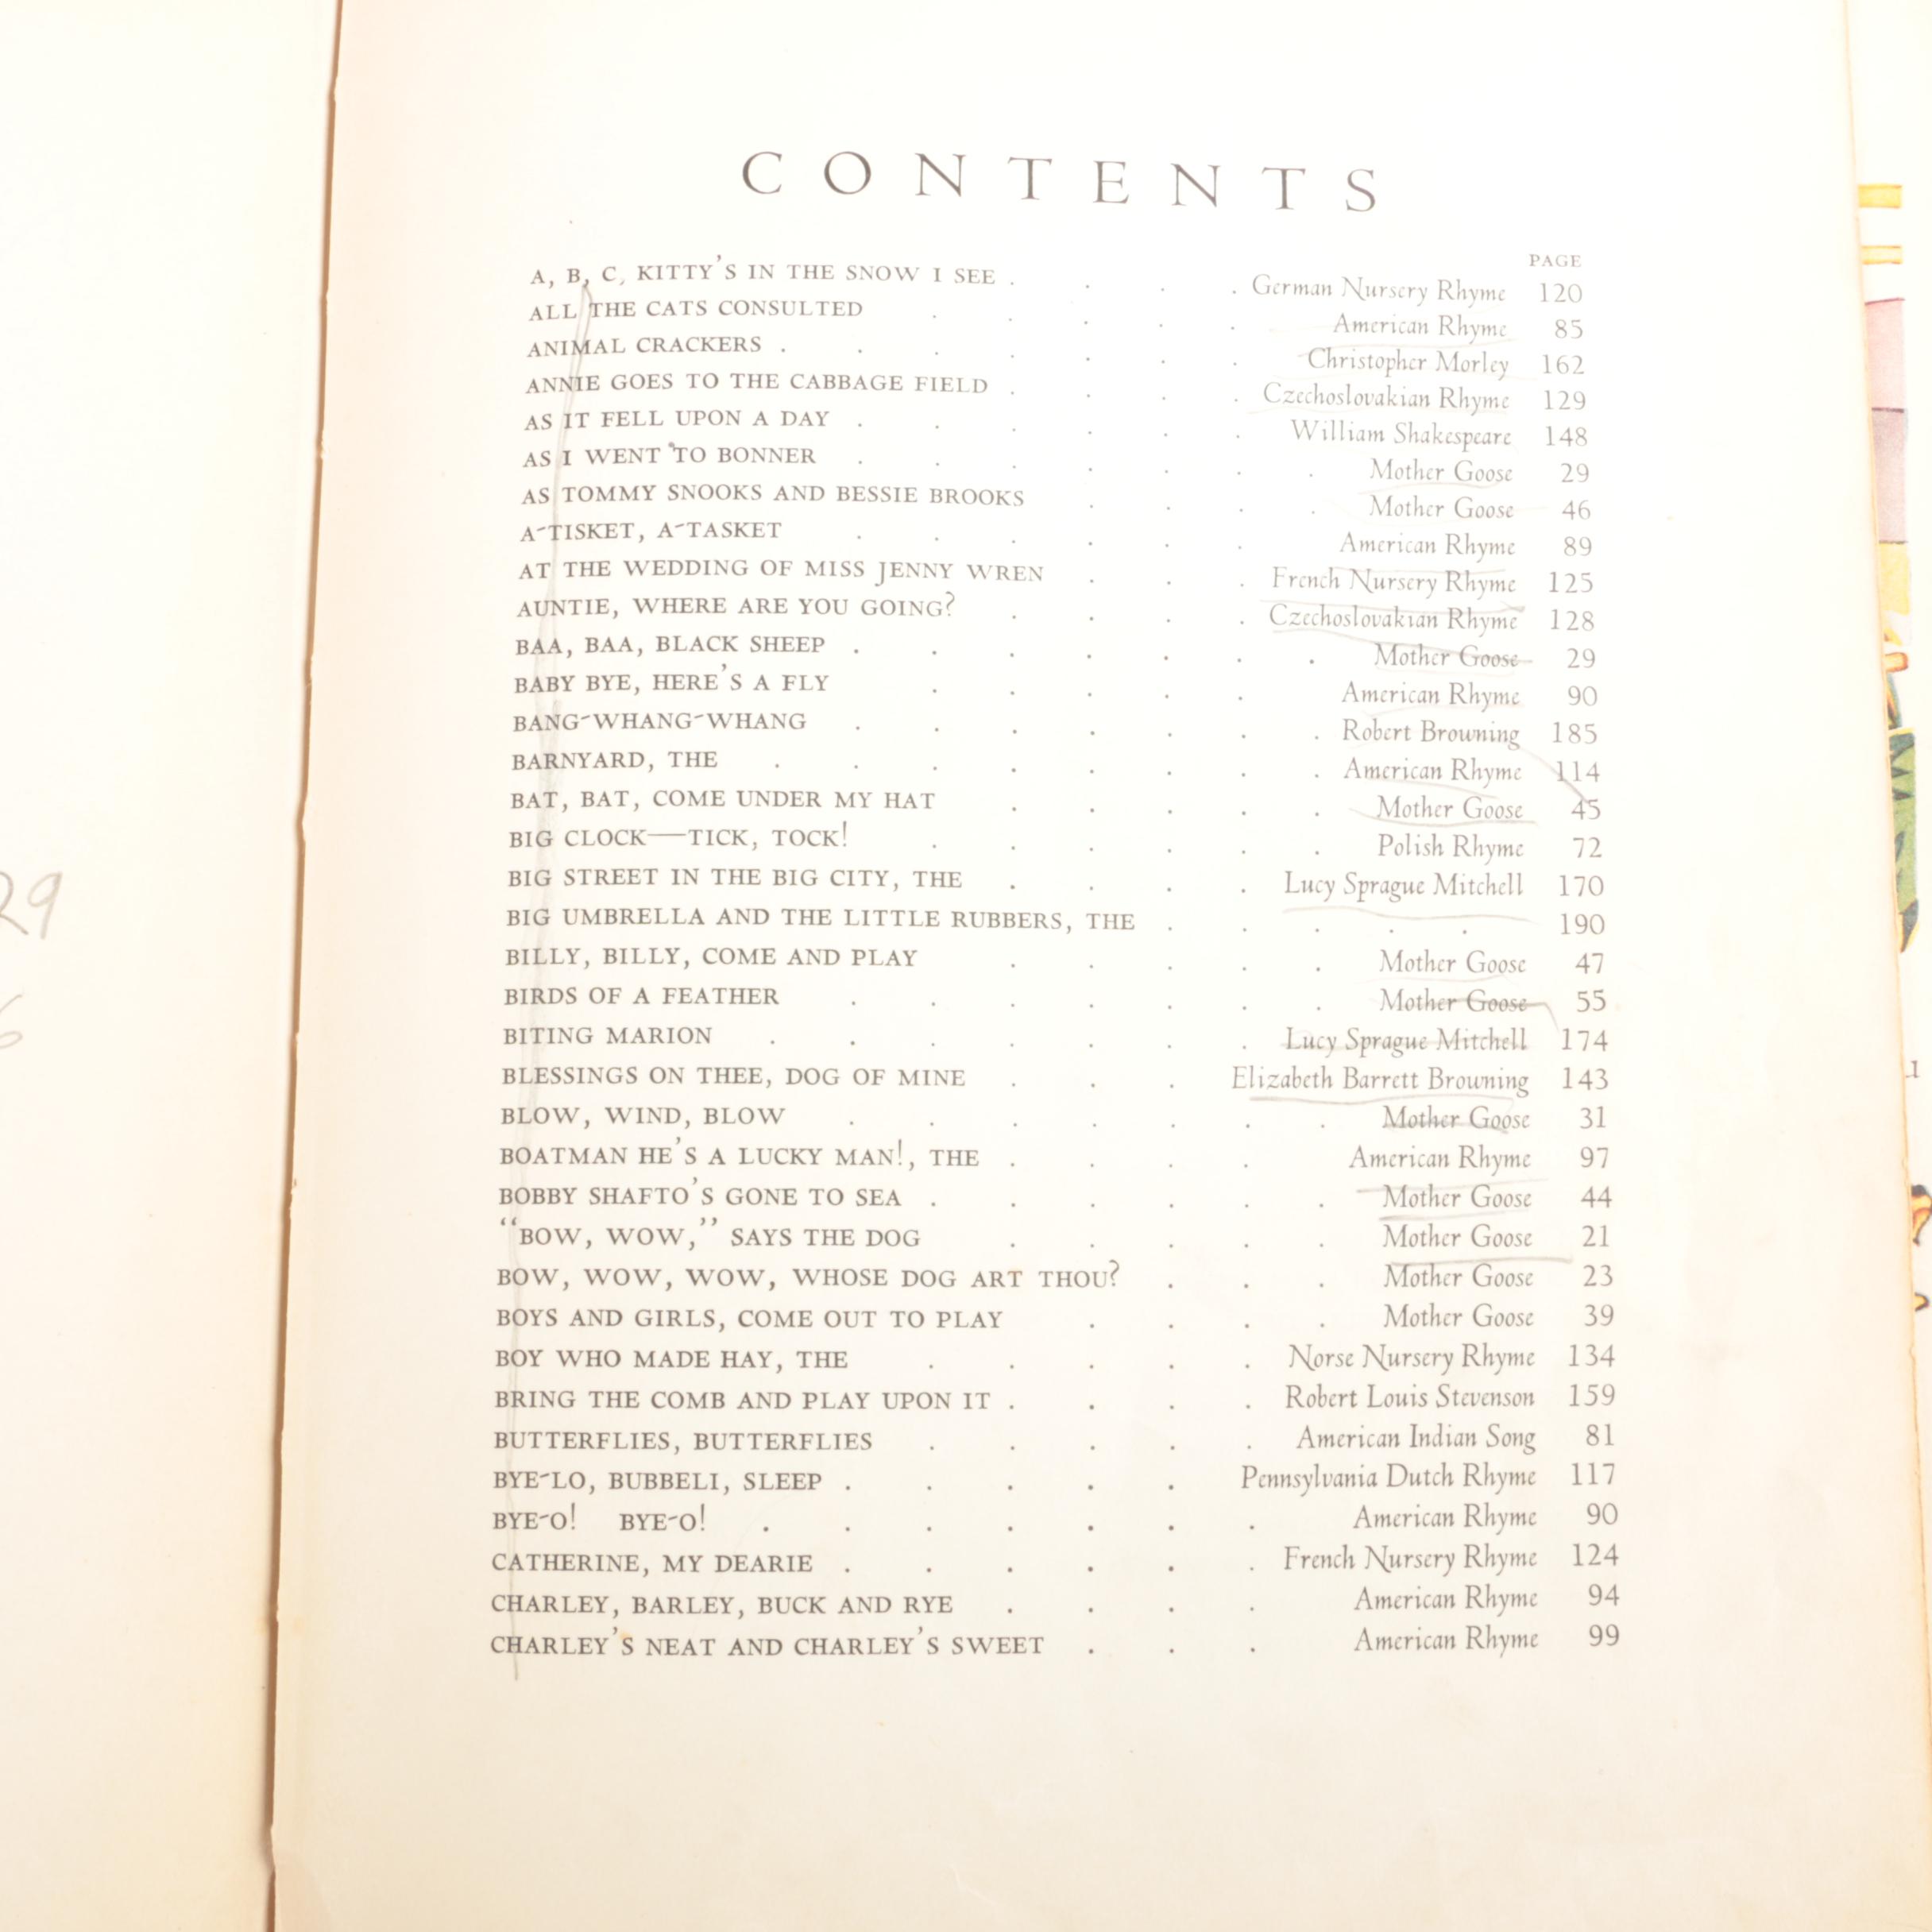 CONTENTS
PAGE
A, B, C, KITTY'S IN THE SNOW I SEE . . . . German Nursery Rhyme 120
ALL THE CATS CONSULTED . . . . . American Rhyme 85
ANIMAL CRACKERS . . . . . . . Christopher Morley 162
ANNIE GOES TO THE CABBAGE FIELD . . . . Czechoslovakian Rhyme 129
AS IT FELL UPON A DAY . . . . . . William Shakespeare 148
AS I WENT TO BONNER . . . . . . . Mother Goose 29
AS TOMMY SNOOKS AND BESSIE BROOKS . . . . Mother Goose 46
A-TISKET, A-TASKET . . . . . . American Rhyme 89
AT THE WEDDING OF MISS JENNY WREN . . . French Nursery Rhyme 125
AUNTIE, WHERE ARE YOU GOING? . . . . Czechoslovakian Rhyme 128
BAA, BAA, BLACK SHEEP . . . . . . . Mother Goose 29
BABY BYE, HERE'S A FLY . . . . . American Rhyme 90
BANG-WHANG-WHANG . . . . . . . Robert Browning 185
BARNYARD, THE . . . . . . . . American Rhyme 114
BAT, BAT, COME UNDER MY HAT . . . . . Mother Goose 45
BIG CLOCK—TICK, TOCK! . . . . . . Polish Rhyme 72
BIG STREET IN THE BIG CITY, THE . . . . Lucy Sprague Mitchell 170
BIG UMBRELLA AND THE LITTLE RUBBERS, THE . . . . . 190
BILLY, BILLY, COME AND PLAY . . . . . Mother Goose 47
BIRDS OF A FEATHER . . . . . . . Mother Goose 55
BITING MARION . . . . . . . Lucy Sprague Mitchell 174
BLESSINGS ON THEE, DOG OF MINE . . . Elizabeth Barrett Browning 143
BLOW, WIND, BLOW . . . . . . . Mother Goose 31
BOATMAN HE'S A LUCKY MAN!, THE . . . . American Rhyme 97
BOBBY SHAFTO'S GONE TO SEA . . . . . . Mother Goose 44
"BOW, WOW," SAYS THE DOG . . . . . Mother Goose 21
BOW, WOW, WOW, WHOSE DOG ART THOU? . . . Mother Goose 23
BOYS AND GIRLS, COME OUT TO PLAY . . . . Mother Goose 39
BOY WHO MADE HAY, THE . . . . . Norse Nursery Rhyme 134
BRING THE COMB AND PLAY UPON IT . . . . Robert Louis Stevenson 159
BUTTERFLIES, BUTTERFLIES . . . . . American Indian Song 81
BYE-LO, BUBBELI, SLEEP . . . . . Pennsylvania Dutch Rhyme 117
BYE-O! BYE-O! . . . . . . . American Rhyme 90
CATHERINE, MY DEARIE . . . . . . French Nursery Rhyme 124
CHARLEY, BARLEY, BUCK AND RYE . . . . American Rhyme 94
CHARLEY'S NEAT AND CHARLEY'S SWEET . . . American Rhyme 99